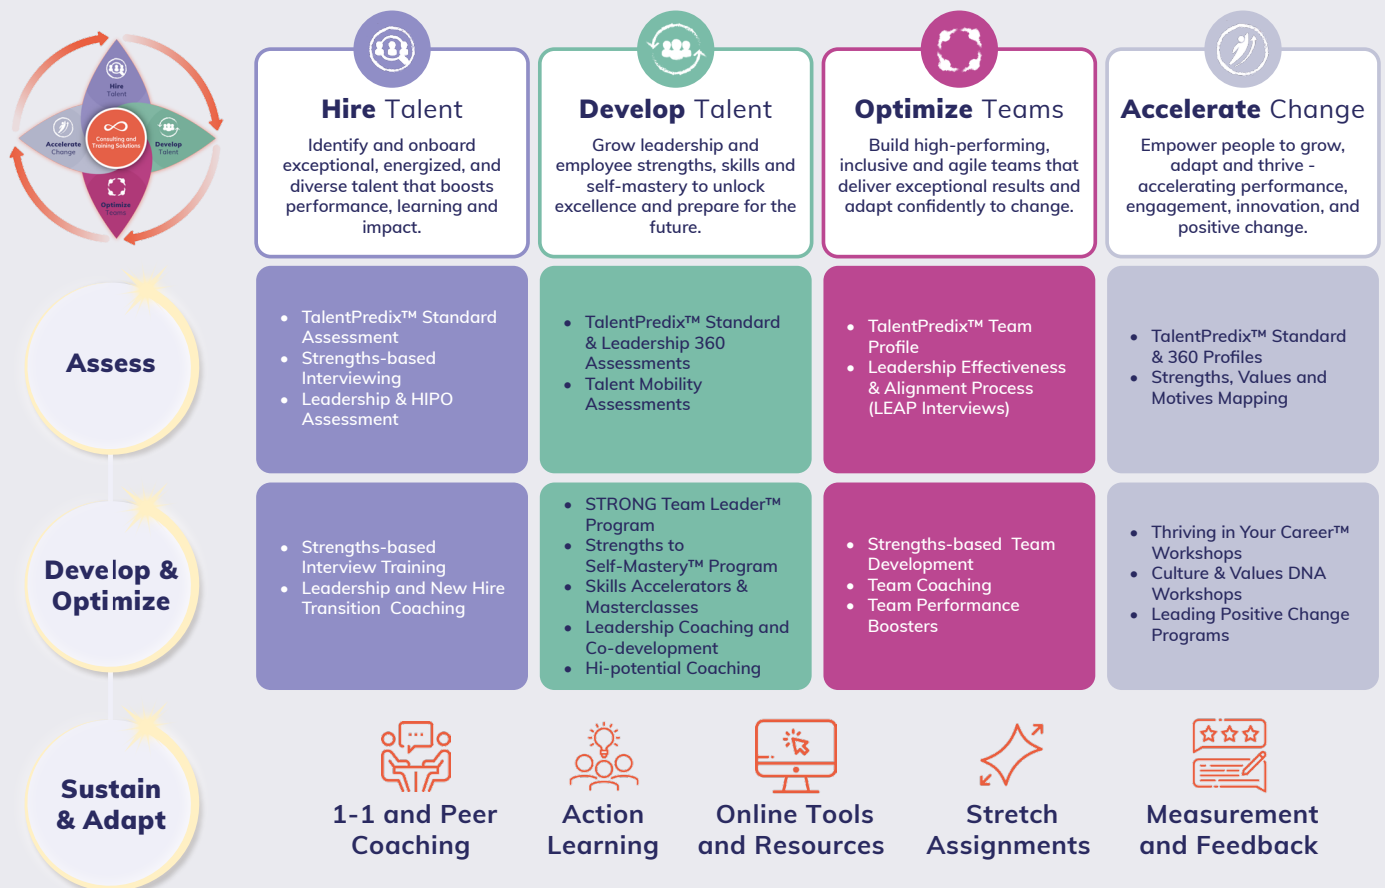 Hire
Talent
Accelerate
Change
Consulting and
Training Solutions
Develop
Talent
Optimize
Teams
Hire Talent
Identify and onboard
exceptional, energized, and
diverse talent that boosts
performance, learning and
impact.
Develop Talent
Grow leadership and
employee strengths, skills and
self-mastery to unlock
excellence and prepare for the
future.
Optimize Teams
Build high-performing,
inclusive and agile teams that
deliver exceptional results and
adapt confidently to change.
Accelerate Change
Empower people to grow,
adapt and thrive -
accelerating performance,
engagement, innovation, and
positive change.
Assess
• TalentPredix™ Standard
Assessment
• Strengths-based
Interviewing
• Leadership & HIPO
Assessment
• TalentPredix™ Standard
& Leadership 360
Assessments
• Talent Mobility
Assessments
• TalentPredix™ Team
Profile
• Leadership Effectiveness
& Alignment Process
(LEAP Interviews)
• TalentPredix™ Standard
& 360 Profiles
• Strengths, Values and
Motives Mapping
Develop &
Optimize
• Strengths-based
Interview Training
• Leadership and New Hire
Transition Coaching
• STRONG Team Leader™
Program
• Strengths to
Self-Mastery™ Program
• Skills Accelerators &
Masterclasses
• Leadership Coaching and
Co-development
• Hi-potential Coaching
• Strengths-based Team
Development
• Team Coaching
• Team Performance
Boosters
• Thriving in Your Career™
Workshops
• Culture & Values DNA
Workshops
• Leading Positive Change
Programs
Sustain
& Adapt
1-1 and Peer
Coaching
Action
Learning
Online Tools
and Resources
Stretch
Assignments
Measurement
and Feedback